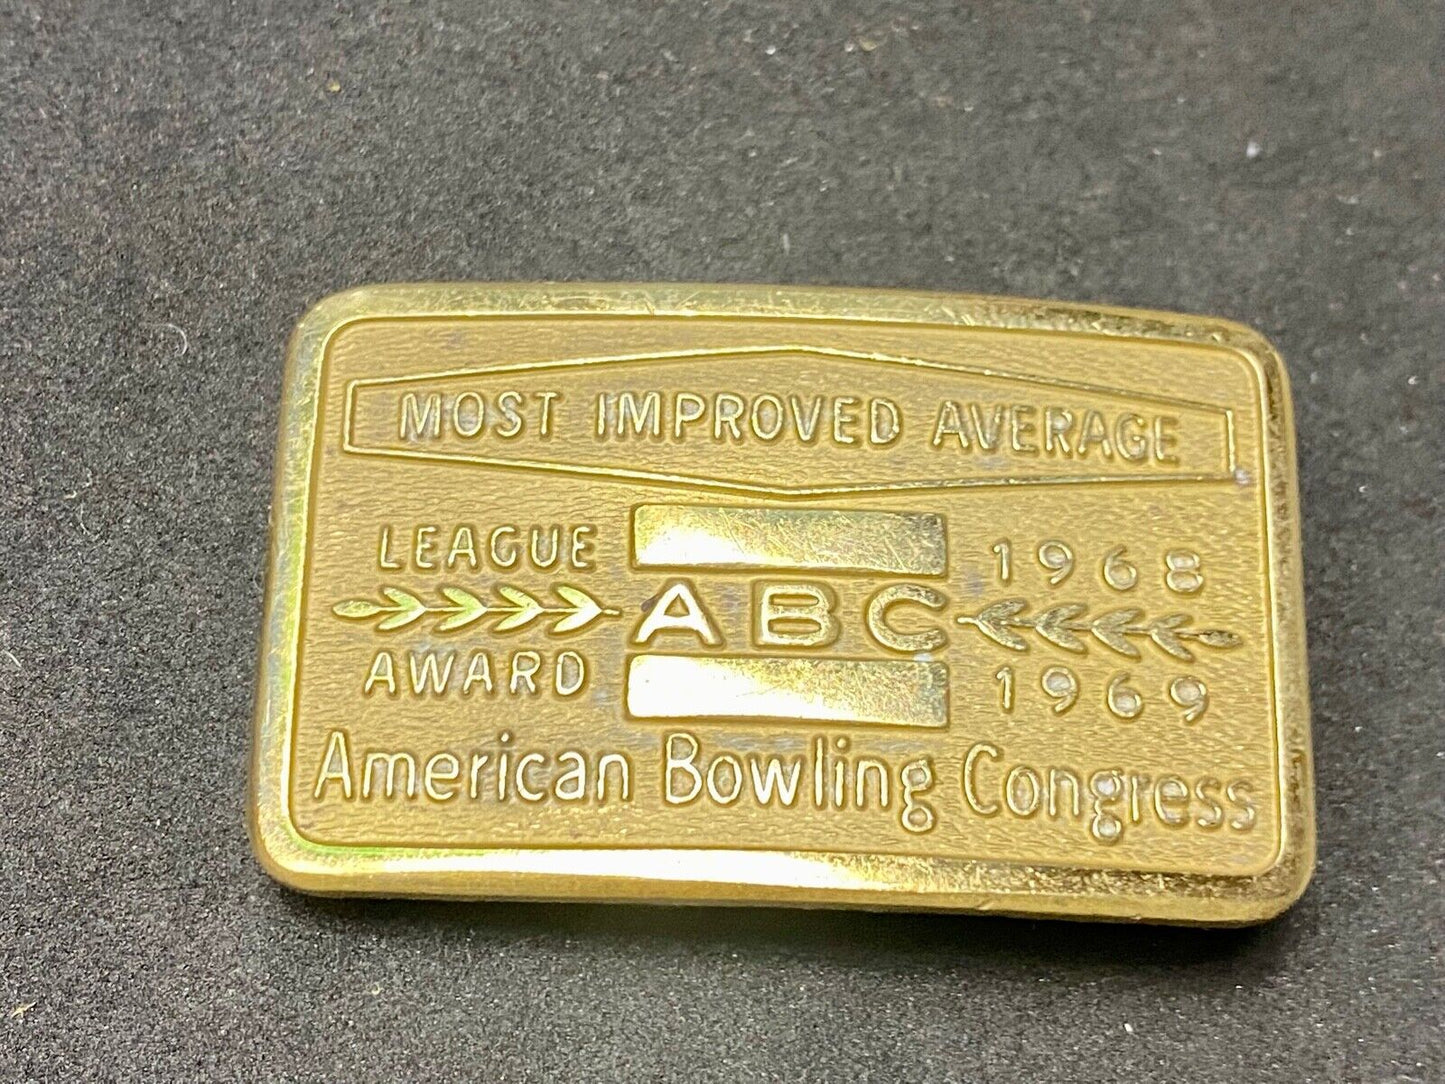 MOST IMPROVED AVERAGE
LEAGUE
AWARD
ABC
1968
1969
American Bowling Congress